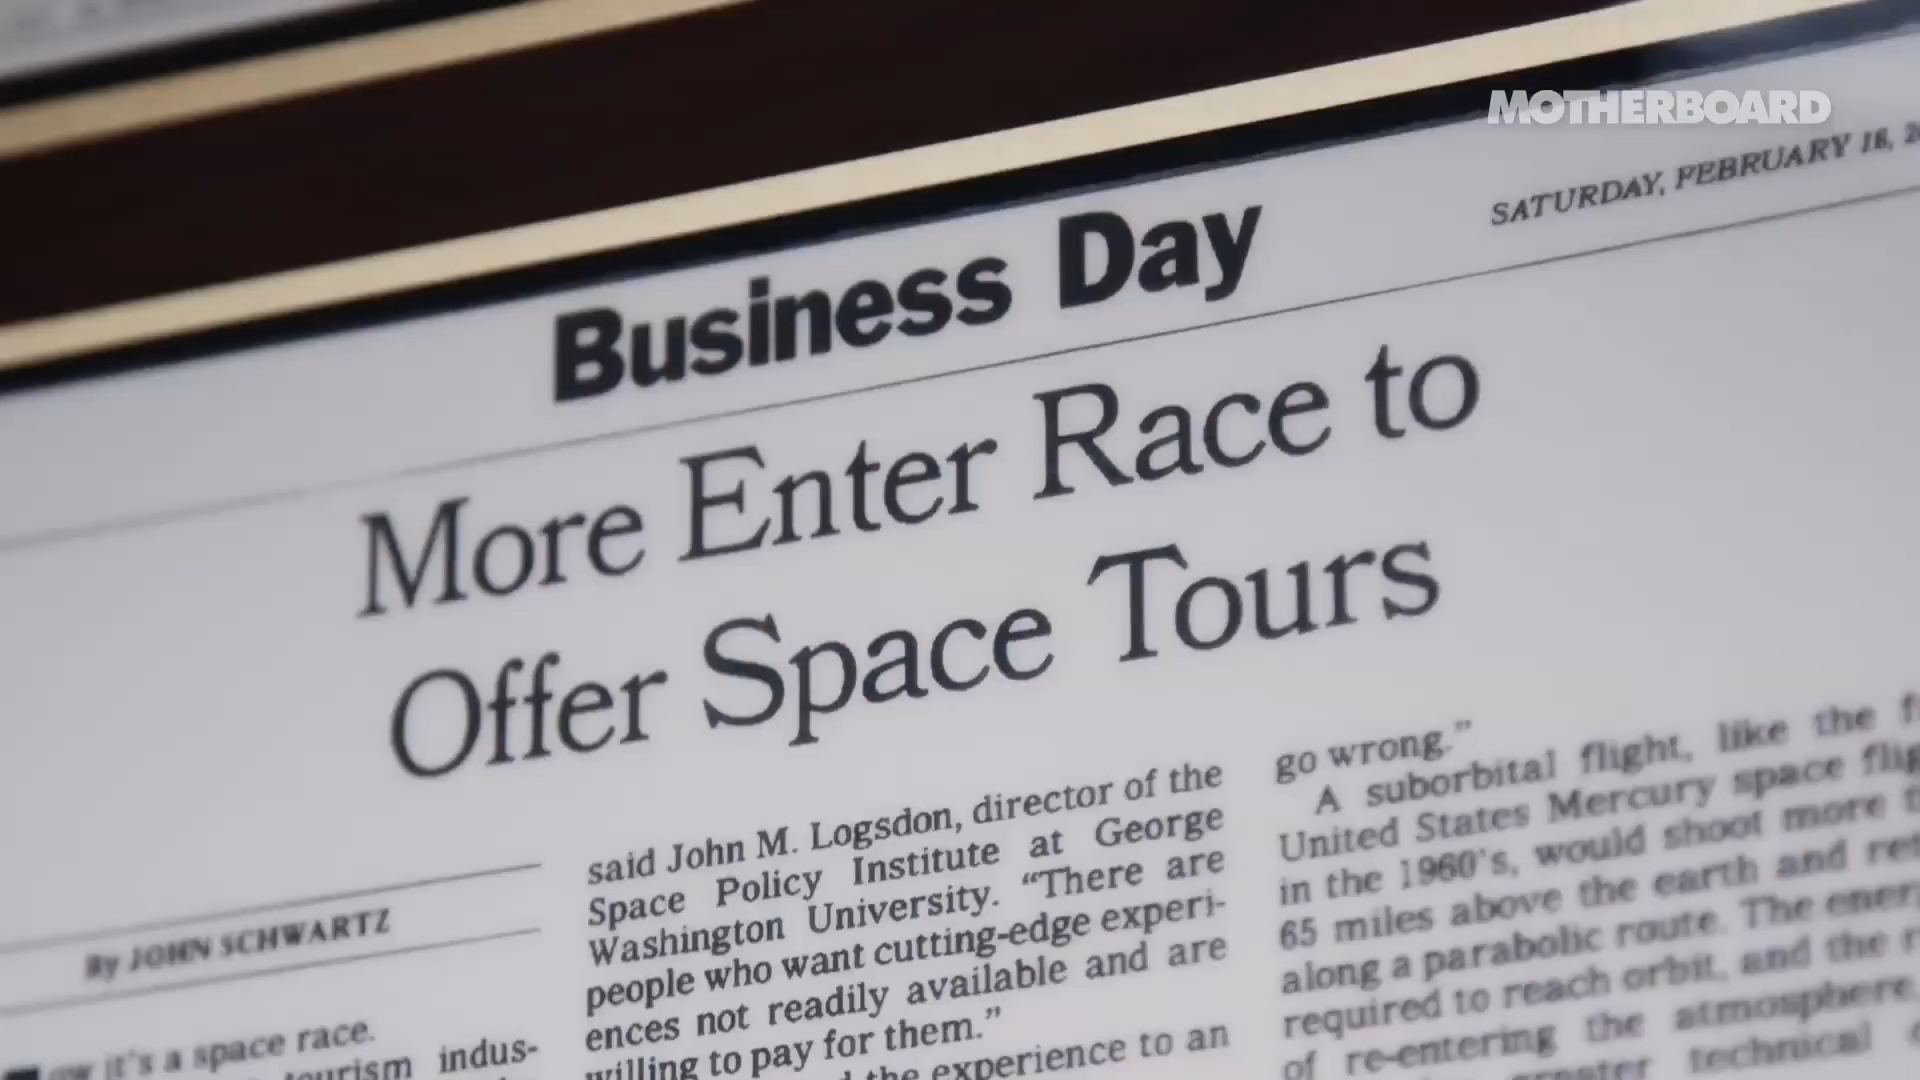 MOTHERBOARD
SATURDAY, FEBRUARY 18,
Business Day
More Enter Race to
Offer Space Tours
By JOHN SCHWARTZ
it's a space race.
tourism indus-
said John M. Logsdon, director of the
Space Policy Institute at George
Washington University. “There are
people who want cutting-edge experi-
ences not readily available and are
willing to pay for them.”
the experience to an
go wrong.”
A suborbital flight, like the
United States Mercury space
in the 1960's, would shoot more
65 miles above the earth and
along a parabolic route. The
required to reach orbit, and the
of re-entering the atmosphere,
greater technical